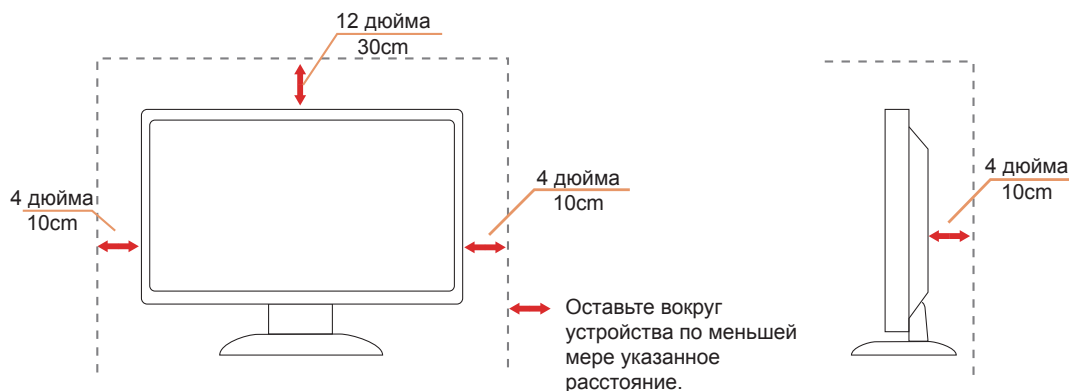 12 дюйма
30cm
4 дюйма
10cm
4 дюйма
10cm
4 дюйма
10cm
Оставьте вокруг
устройства по меньшей
мере указанное
расстояние.